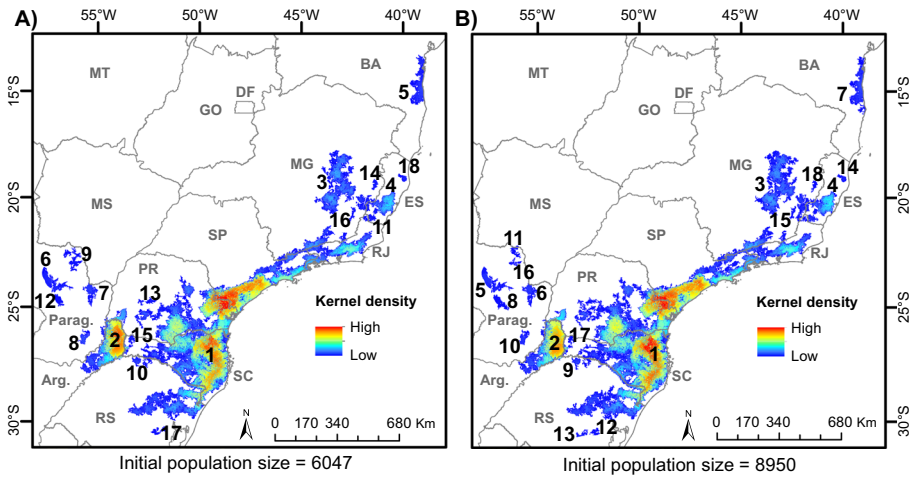 A)
55°W 50°W 45°W 40°W
MT
BA
15°S
5
DF
GO
MG
14
18
3
4
20°S
MS
ES
16
11
SP
9
RJ
6
PR
7
13
12
25°S
Kernel density
Parag.
High
15
2
8
1
Low
10
Arg.
SC
RS
N
0 170 340 680 Km
30°S
17
Initial population size = 6047
B)
55°W 50°W 45°W 40°W
MT
BA
15°S
7
DF
GO
MG
18
14
3
4
20°S
MS
ES
15
11
SP
RJ
16
PR
5
6
8
25°S
Kernel density
Parag.
High
17
10
2
1
Low
9
Arg.
SC
RS
N
0 170 340 680 Km
12
13
30°S
Initial population size = 8950